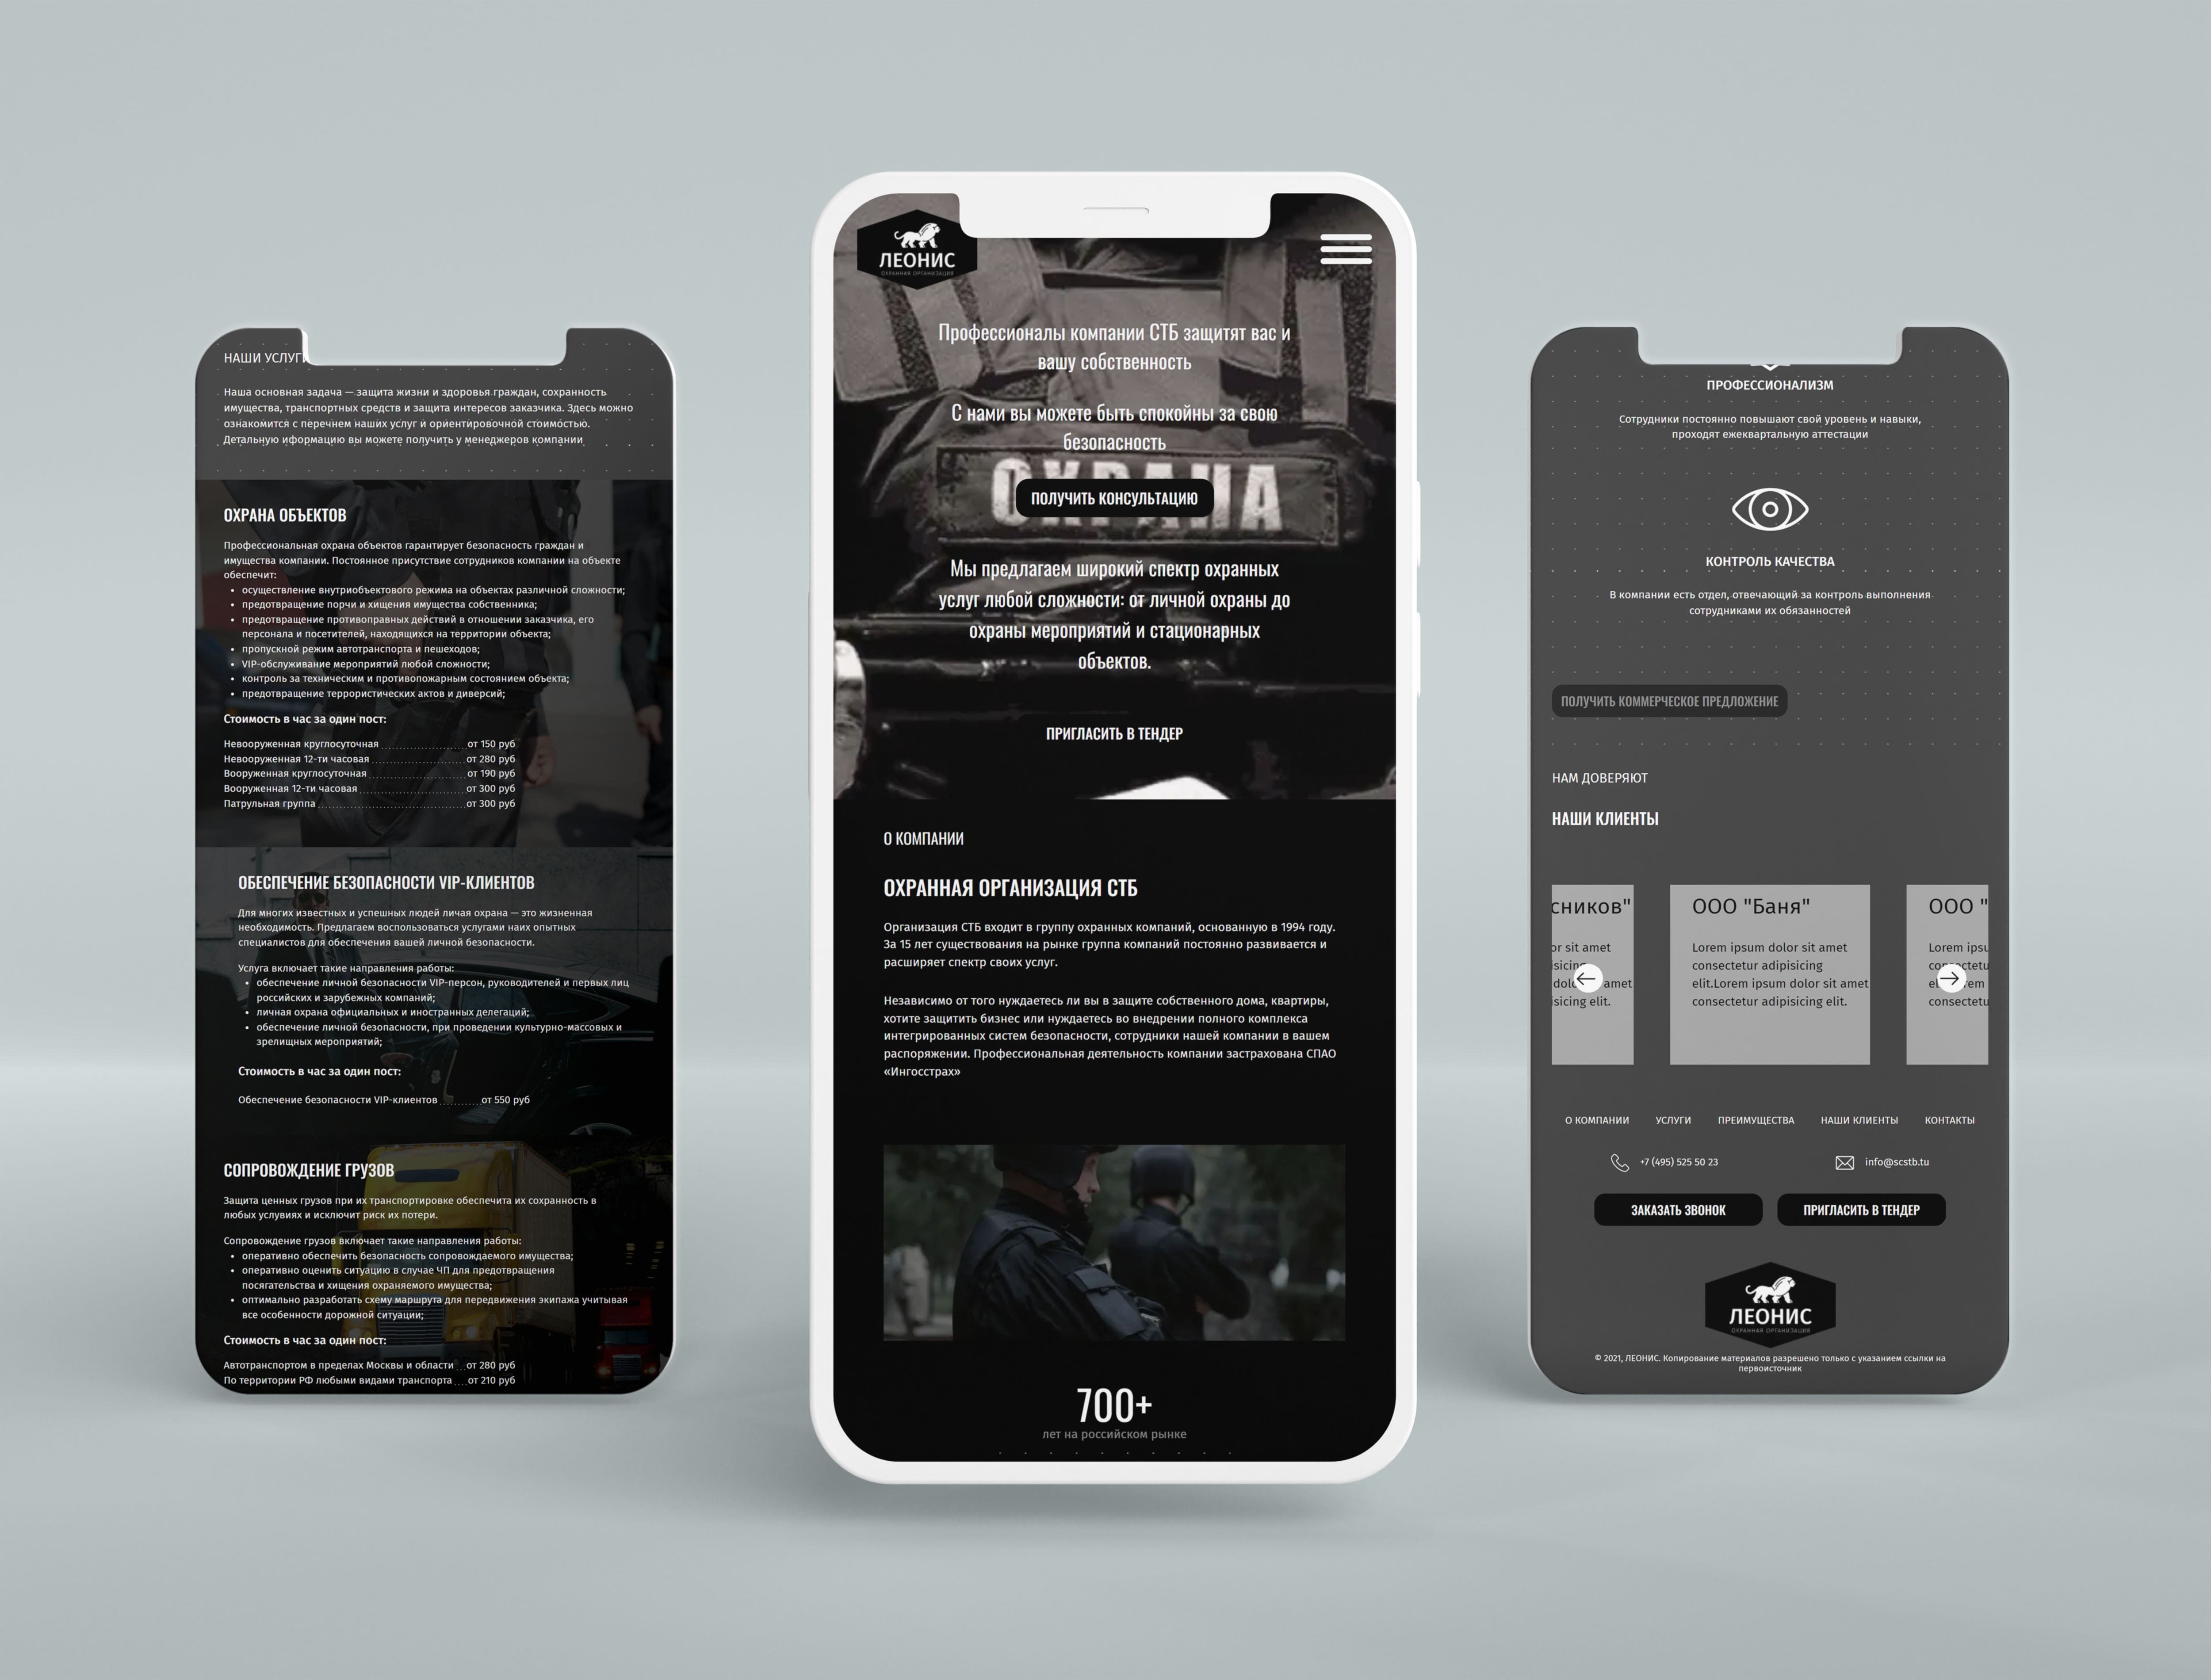 НАШИ УСЛУГИ
Наша основная задача — защита жизни и здоровья граждан, сохранность
имущества, транспортных средств и защита интересов заказчика. Здесь можно
ознакомится с перечнем наших услуг и ориентировочной стоимостью.
Детальную иформацию вы можете получить у менеджеров компании
ОХРАНА ОБЪЕКТОВ
Профессиональная охрана объектов гарантирует безопасность граждан и
имущества компании. Постоянное присутствие сотрудников компании на объекте
обеспечит:
• осуществление внутриобъектового режима на объектах различной сложности;
• предотвращение порчи и хищения имущества собственника;
• предотвращение противоправных действий в отношении заказчика, его
персонала и посетителей, находящихся на территории объекта;
• пропускной режим автотранспорта и пешеходов;
• VIP-обслуживание мероприятий любой сложности;
• контроль за техническим и противопожарным состоянием объекта;
• предотвращение террористических актов и диверсий;
Стоимость в час за один пост:
Невооруженная круглосуточная от 150 руб
Невооруженная 12-ти часовая от 280 руб
Вооруженная круглосуточная от 190 руб
Вооруженная 12-ти часовая от 300 руб
Патрульная группа от 300 руб
ОБЕСПЕЧЕНИЕ БЕЗОПАСНОСТИ VIP-КЛИЕНТОВ
Для многих известных и успешных людей личая охрана — это жизненная
необходимость. Предлагаем воспользоваться услугами наих опытных
специалистов для обеспечения вашей личной безопасности.
Услуга включает такие направления работы:
• обеспечение личной безопасности VIP-персон, руководителей и первых лиц
российских и зарубежных компаний;
• личная охрана официальных и иностранных делегаций;
• обеспечение личной безопасности, при проведении культурно-массовых и
зрелищных мероприятий;
Стоимость в час за один пост:
Обеспечение безопасности VIP-клиентов от 550 руб
СОПРОВОЖДЕНИЕ ГРУЗОВ
Защита ценных грузов при их транспортировке обеспечита их сохранность в
любых услувиях и исключит риск их потери.
Сопровождение грузов включает такие направления работы:
• оперативно обеспечить безопасность сопровождаемого имущества;
• оперативно оценить ситуацию в случае ЧП для предотвращения
посягательства и хищения охраняемого имущества;
• оптимально разработать схему маршрута для передвижения экипажа учитывая
все особенности дорожной ситуации;
Стоимость в час за один пост:
Автотранспортом в пределах Москвы и области от 280 руб
По территории РФ любыми видами транспорта от 210 руб
ЛЕОНИС
ОХРАННАЯ ОРГАНИЗАЦИЯ
Профессионалы компании СТБ защитят вас и
вашу собственность
С нами вы можете быть спокойны за свою
безопасность
ОХРАНА
ПОЛУЧИТЬ КОНСУЛЬТАЦИЮ
Мы предлагаем широкий спектр охранных
услуг любой сложности: от личной охраны до
охраны мероприятий и стационарных
объектов.
ПРИГЛАСИТЬ В ТЕНДЕР
О КОМПАНИИ
ОХРАННАЯ ОРГАНИЗАЦИЯ СТБ
Организация СТБ входит в группу охранных компаний, основанную в 1994 году.
За 15 лет существования на рынке группа компаний постоянно развивается и
расширяет спектр своих услуг.
Независимо от того нуждаетесь ли вы в защите собственного дома, квартиры,
хотите защитить бизнес или нуждаетесь во внедрении полного комплекса
интегрированных систем безопасности, сотрудники нашей компании в вашем
распоряжении. Профессиональная деятельность компании застрахована СПАО
«Ингосстрах»
700+
лет на российском рынке
ПРОФЕССИОНАЛИЗМ
Сотрудники постоянно повышают свой уровень и навыки,
проходят ежеквартальную аттестации
КОНТРОЛЬ КАЧЕСТВА
В компании есть отдел, отвечающий за контроль выполнения
сотрудниками их обязанностей
ПОЛУЧИТЬ КОММЕРЧЕСКОЕ ПРЕДЛОЖЕНИЕ
НАМ ДОВЕРЯЮТ
НАШИ КЛИЕНТЫ
сников"
or sit amet
isicing
dol amet
isicing elit.
ООО "Баня"
Lorem ipsum dolor sit amet
consectetur adipisicing
elit.Lorem ipsum dolor sit amet
consectetur adipisicing elit.
ООО "
Lorem ipsu
consectetu
consectetu
О КОМПАНИИ УСЛУГИ ПРЕИМУЩЕСТВА НАШИ КЛИЕНТЫ КОНТАКТЫ
+7 (495) 525 50 23 info@scstb.tu
ЗАКАЗАТЬ ЗВОНОК ПРИГЛАСИТЬ В ТЕНДЕР
ЛЕОНИС
ОХРАННАЯ ОРГАНИЗАЦИЯ
© 2021, ЛЕОНИС. Копирование материалов разрешено только с указанием ссылки на
первоисточник